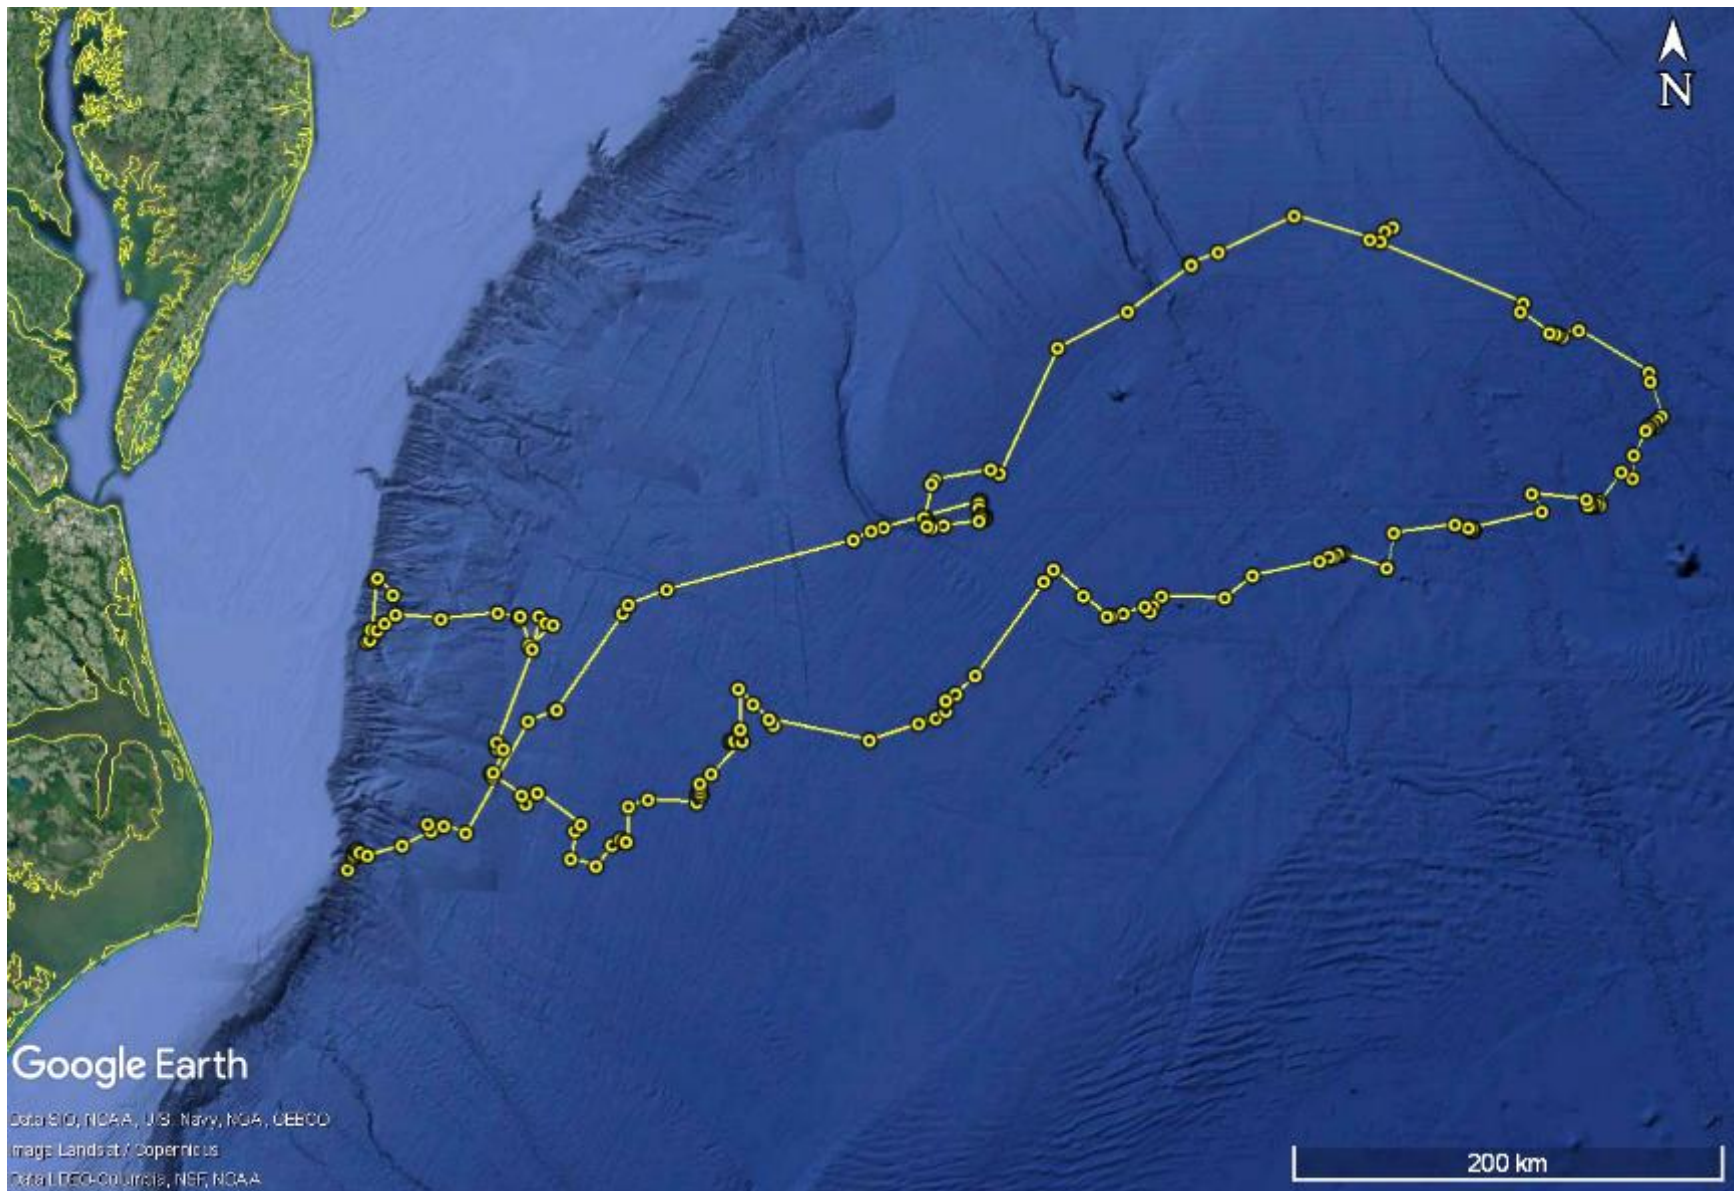 N
200 km
Google Earth
Data SIO, NOAA, U.S. Navy, NGA, GEBCO
Image Landsat / Copernicus
Data LDEO-Columbia, NSF, NOAA